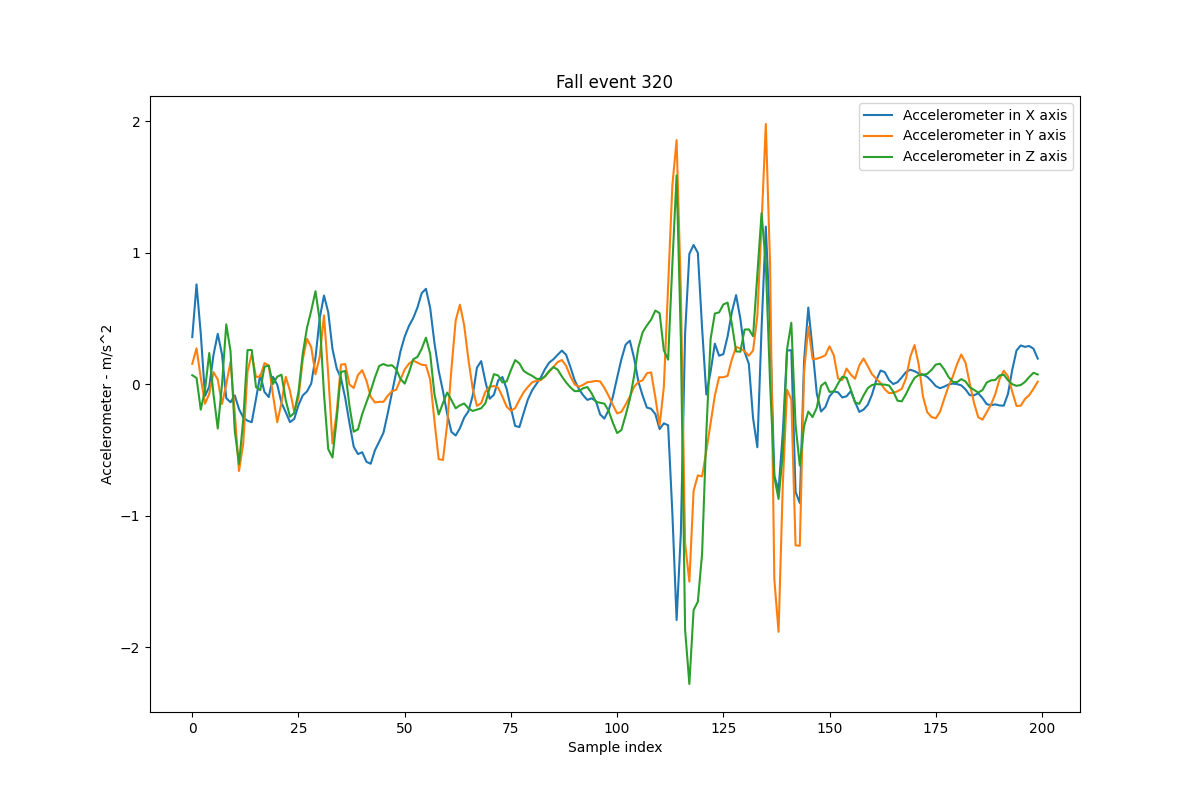 Fall event 320
Accelerometer in X axis
Accelerometer in Y axis
Accelerometer in Z axis
Accelerometer - m/s^2
2
1
0
−1
−2
0 25 50 75 100 125 150 175 200
Sample index